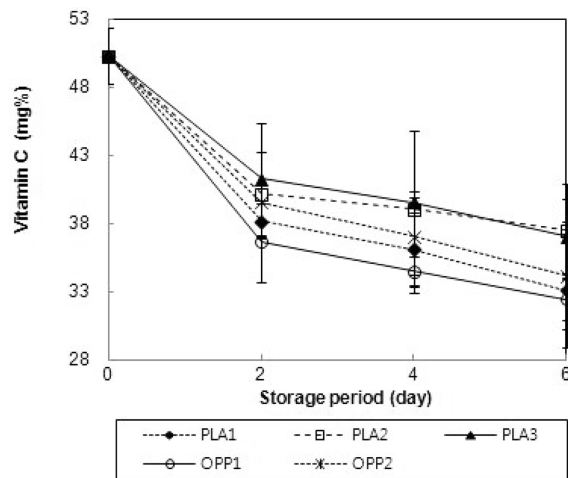 Vitamin C (mg%)
53
48
43
38
33
28
0
2
4
6
Storage period (day)
PLA1
PLA2
PLA3
OPP1
OPP2